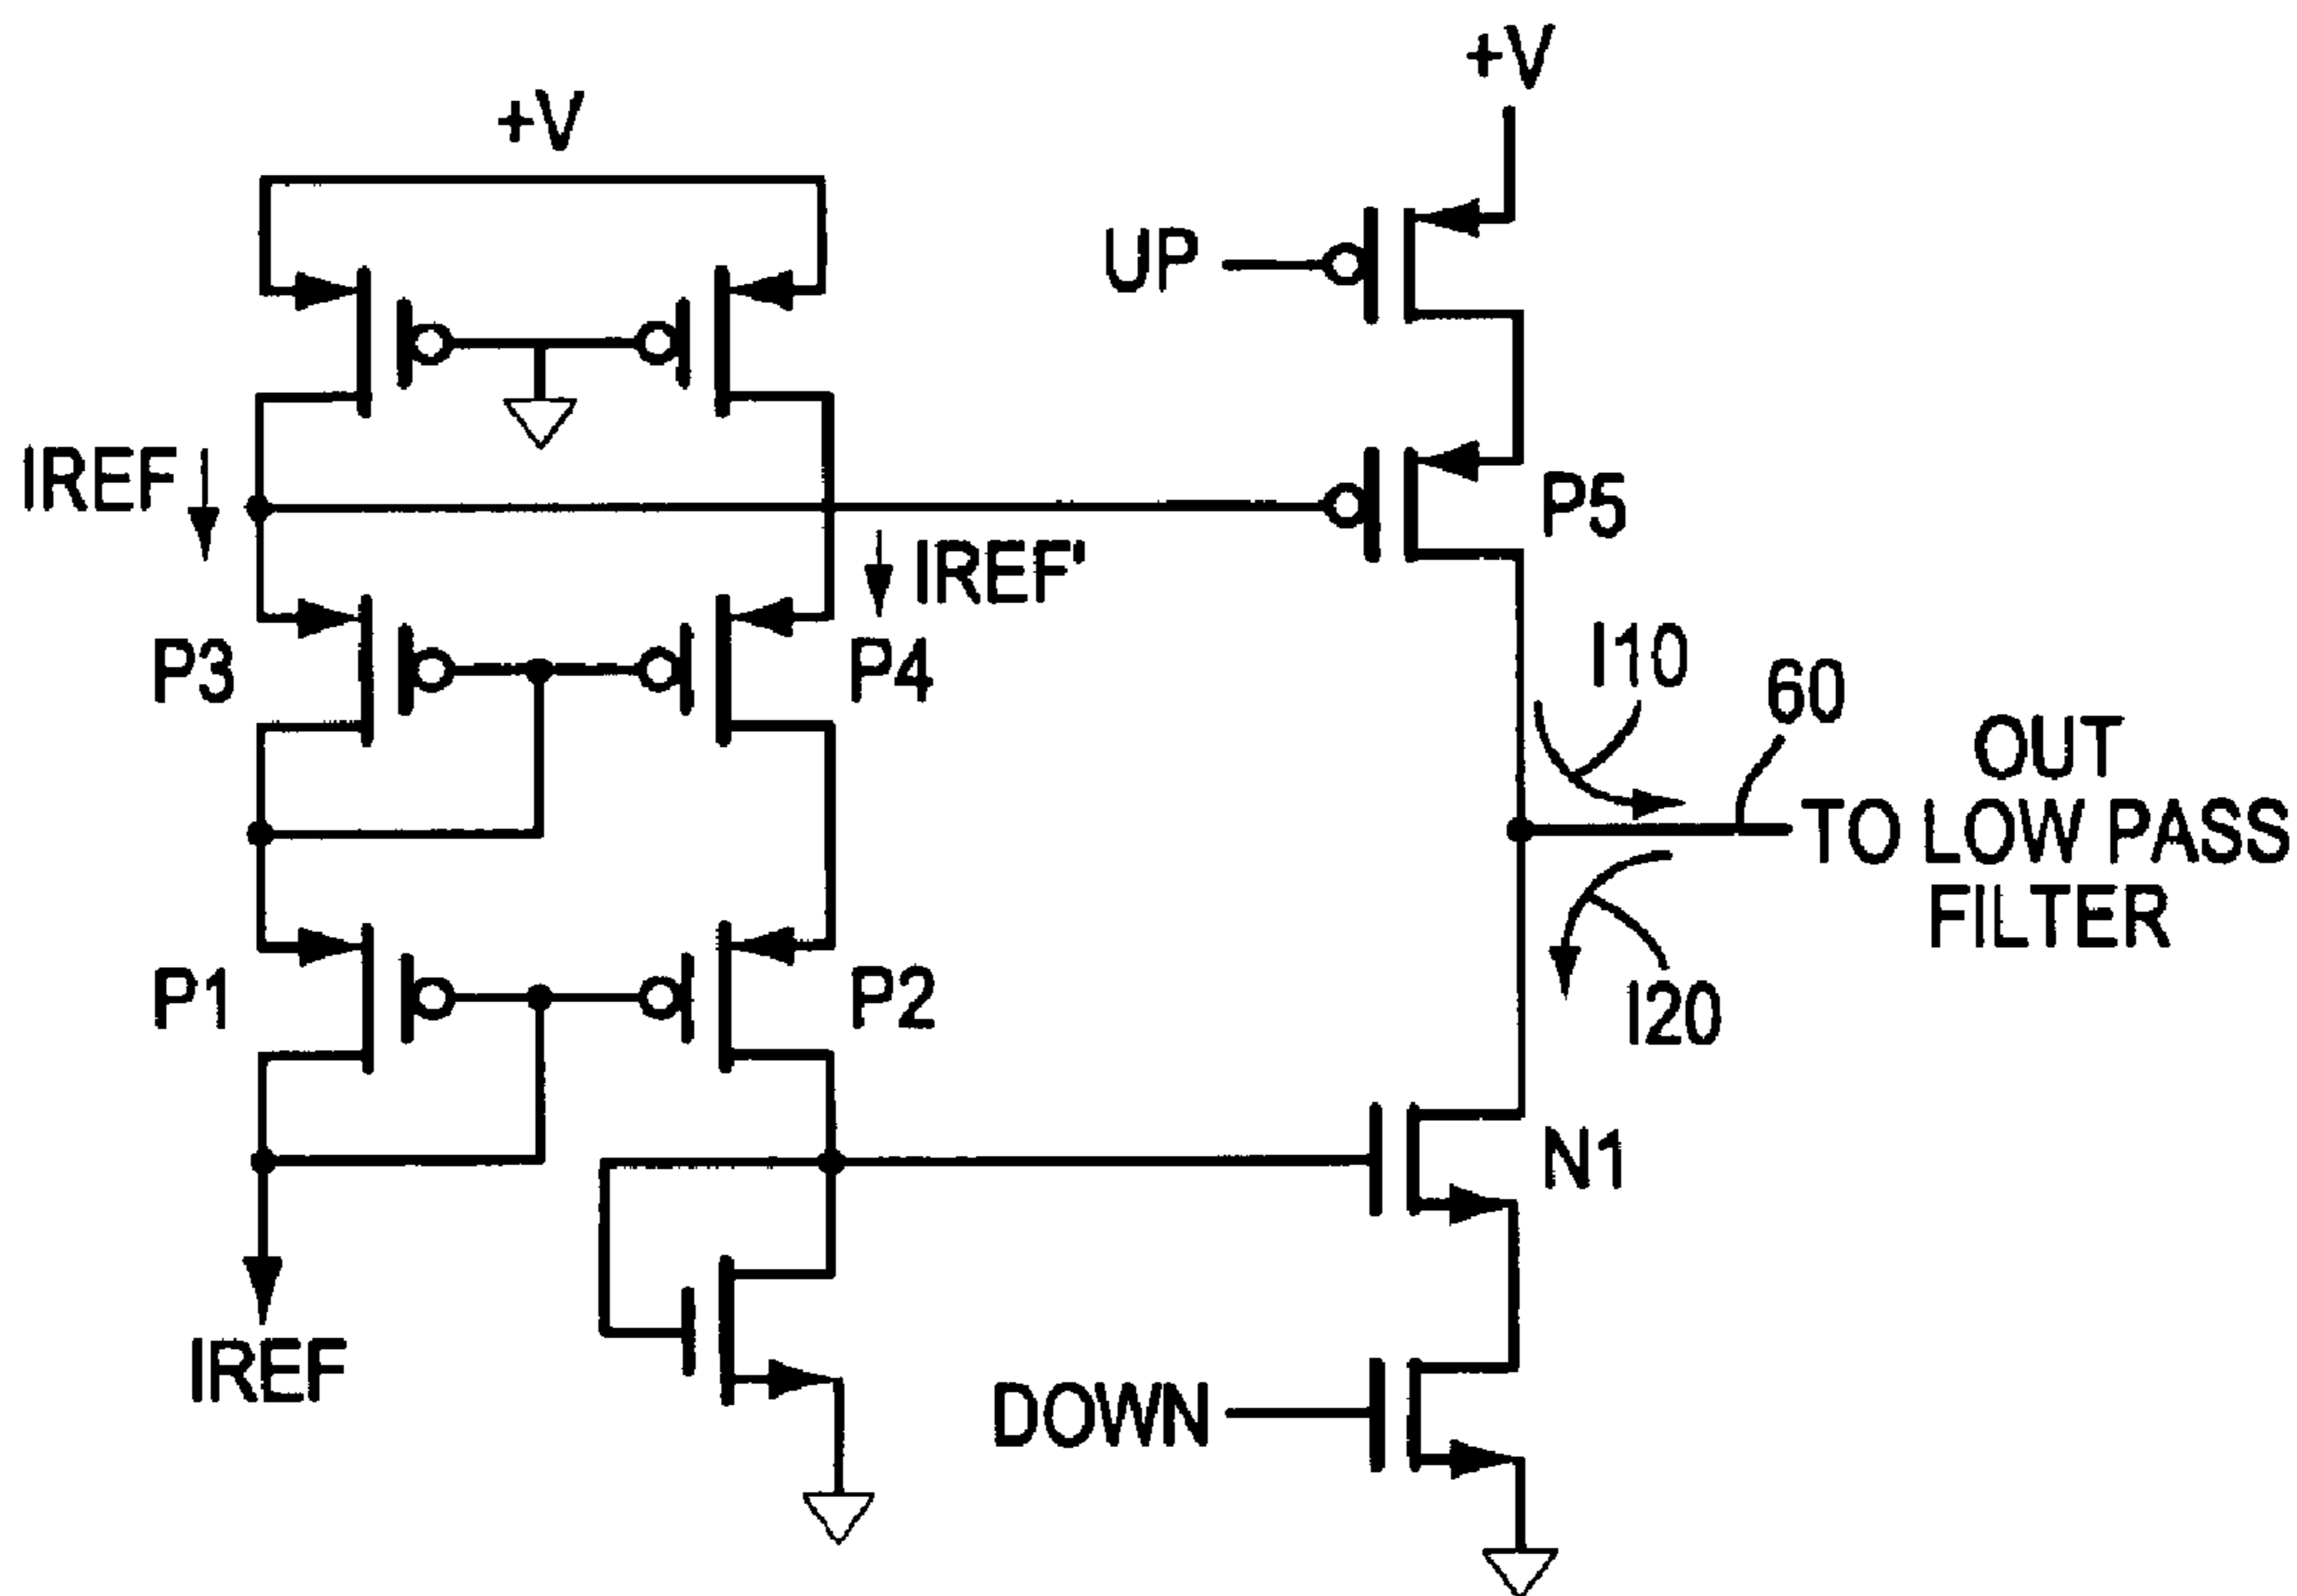 +V
+V
UP
IREF
P5
IREF'
P3
P4
I10
60
OUT
TO LOW PASS
FILTER
P1
P2
I20
N1
IREF
DOWN